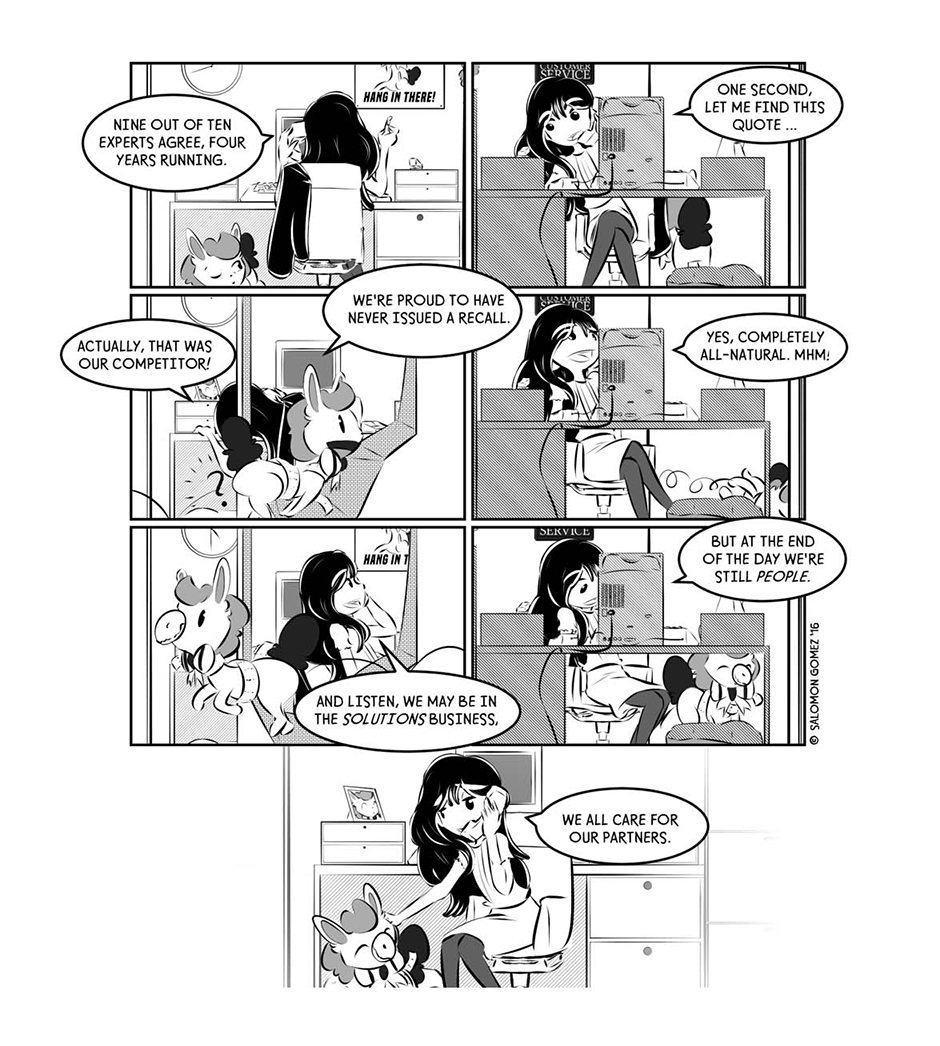 HANG IN THERE!
NINE OUT OF TEN
EXPERTS AGREE, FOUR
YEARS RUNNING.
CUSTOMER
SERVICE
ONE SECOND,
LET ME FIND THIS
QUOTE ...
WE'RE PROUD TO HAVE
NEVER ISSUED A RECALL.
ACTUALLY, THAT WAS
OUR COMPETITOR!
?
CUSTOMER
SERVICE
YES, COMPLETELY
ALL-NATURAL. MHM!
HANG IN T
AND LISTEN, WE MAY BE IN
THE SOLUTIONS BUSINESS,
SERVICE
BUT AT THE END
OF THE DAY WE'RE
STILL PEOPLE.
© SALOMON GOMEZ '16
WE ALL CARE FOR
OUR PARTNERS.